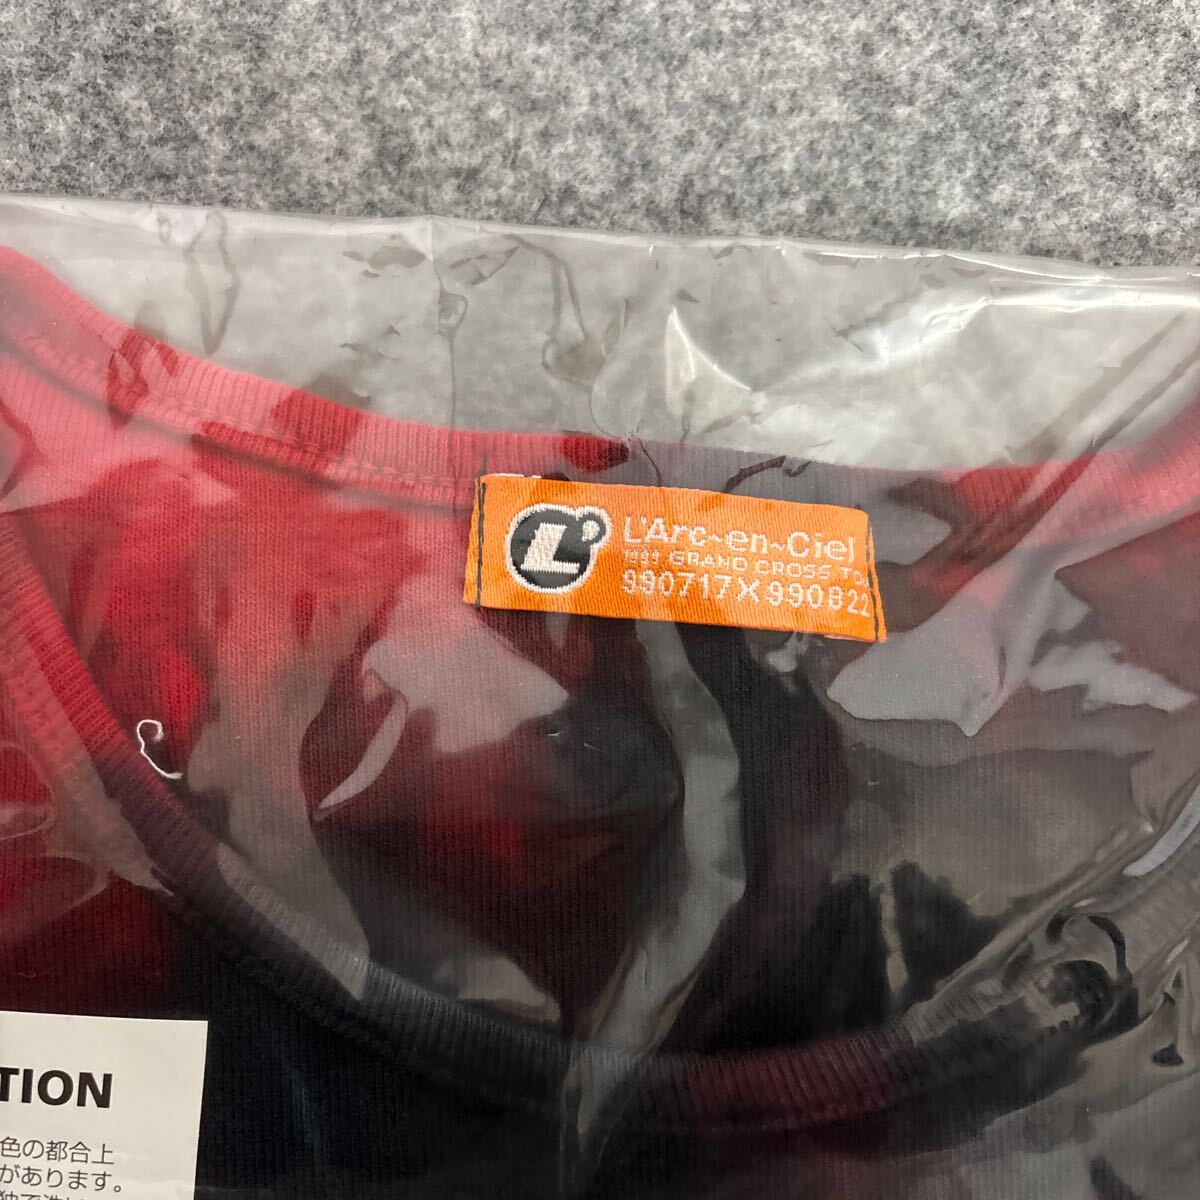 L'
L'Arc~en~Ciel
1999 GRAND CROSS TOU
990717X990822
TION
色の都合上
があります。